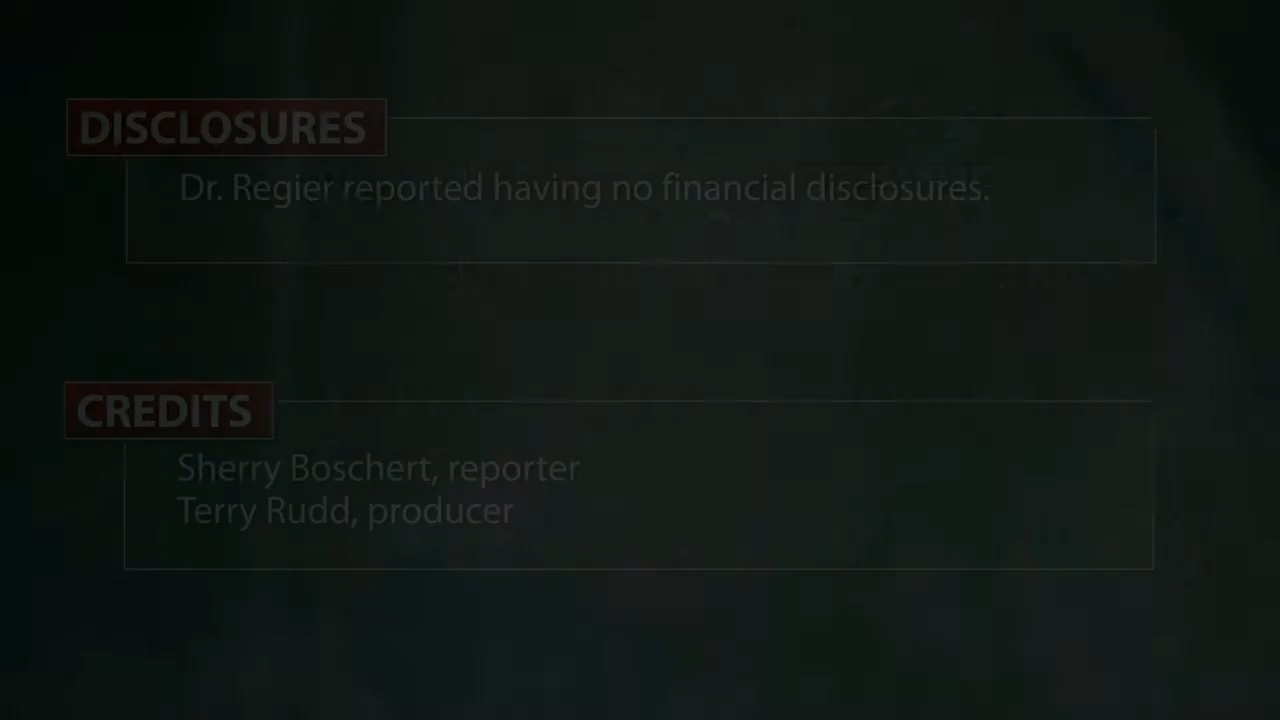 DISCLOSURES
Dr. Regier reported having no financial disclosures.
CREDITS
Sherry Boschert, reporter
Terry Rudd, producer